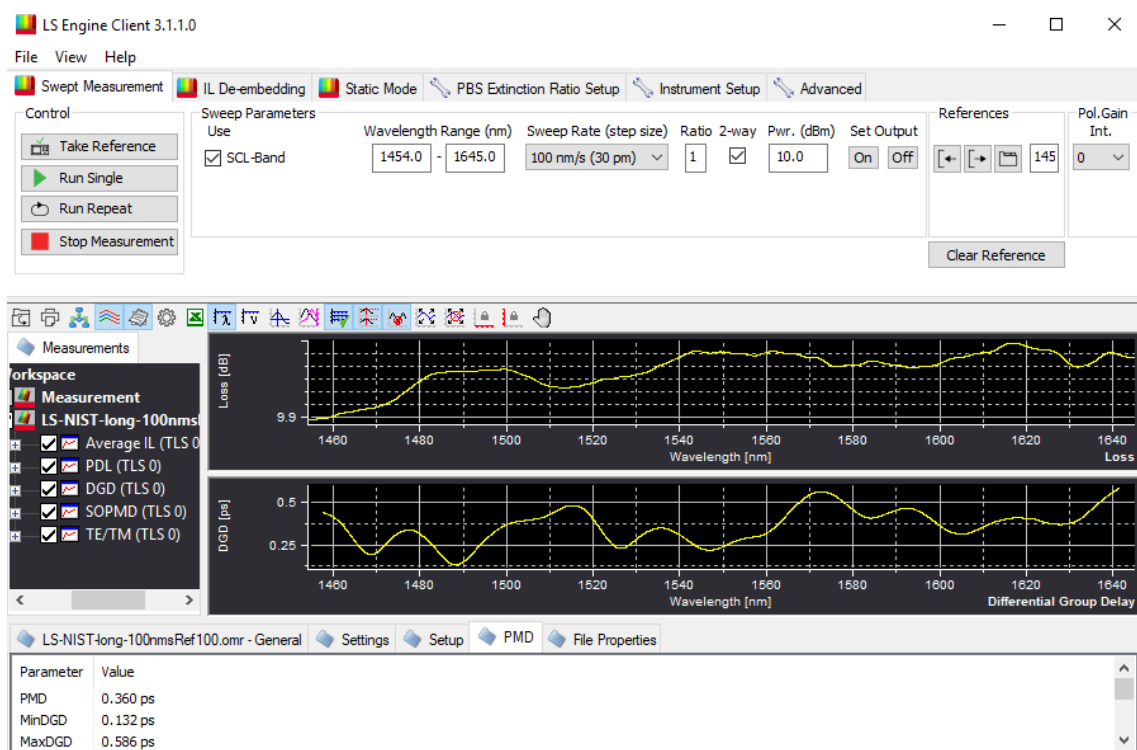 LS Engine Client 3.1.1.0
File View Help
Swept Measurement IL De-embedding Static Mode PBS Extinction Ratio Setup Instrument Setup Advanced
Control Sweep Parameters References Pol.Gain
Use Wavelength Range (nm) Sweep Rate (step size) Ratio 2-way Pwr. (dBm) Set Output Int.
Take Reference
SCL-Band 1454.0 - 1645.0 100 nm/s (30 pm) 1 10.0 On Off 145 0
Run Single
Run Repeat
Stop Measurement
Clear Reference
Measurements
orkspace
Measurement
LS-NIST-long-100nms
Average IL (TLS 0
PDL (TLS 0)
DGD (TLS 0)
SOPMD (TLS 0)
TE/TM (TLS 0)
Loss [dB]
9.9
1460 1480 1500 1520 1540 1560 1580 1600 1620 1640
Wavelength [nm]
Loss
DGD [ps]
0.5
0.25
1460 1480 1500 1520 1540 1560 1580 1600 1620 1640
Wavelength [nm]
Differential Group Delay
LS-NIST-long-100nmsRef100.omr - General Settings Setup PMD File Properties
Parameter Value
PMD 0.360 ps
MinDGD 0.132 ps
MaxDGD 0.586 ps